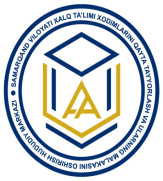 SAMARQAND VILOYATI XALQ TA'LIMI XODIMLARINI QAYTA TAYYORLASH VA ULARNING MALAKASINI OSHIRISH HUDUDIY MARKAZI